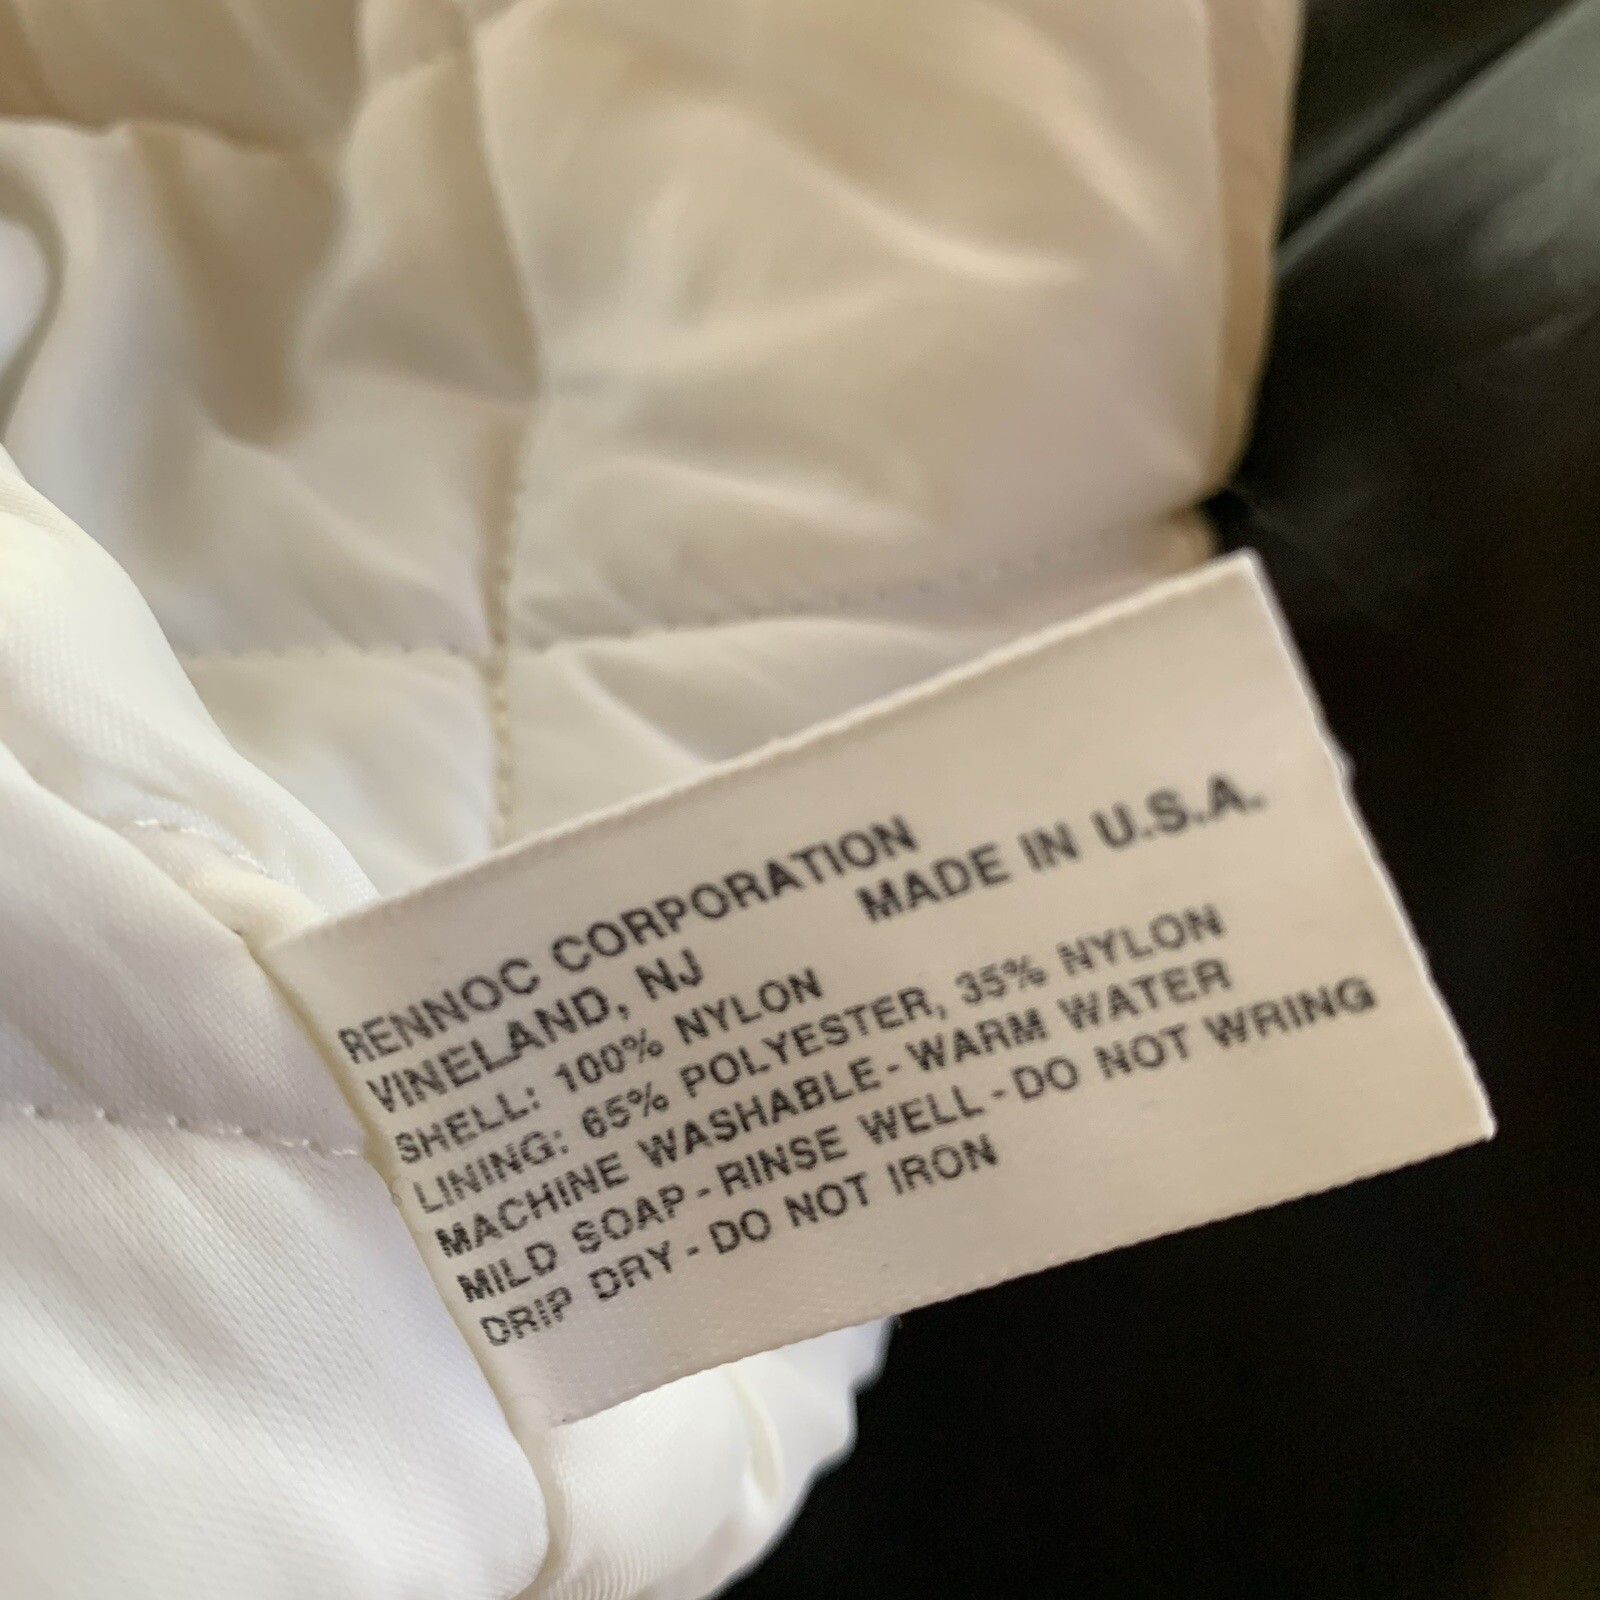 RENNOC CORPORATION
VINELAND, NJ MADE IN U.S.A.
SHELL: 100% NYLON
LINING: 65% POLYESTER, 35% NYLON
MACHINE WASHABLE - WARM WATER
MILD SOAP - RINSE WELL - DO NOT WRING
DRIP DRY - DO NOT IRON